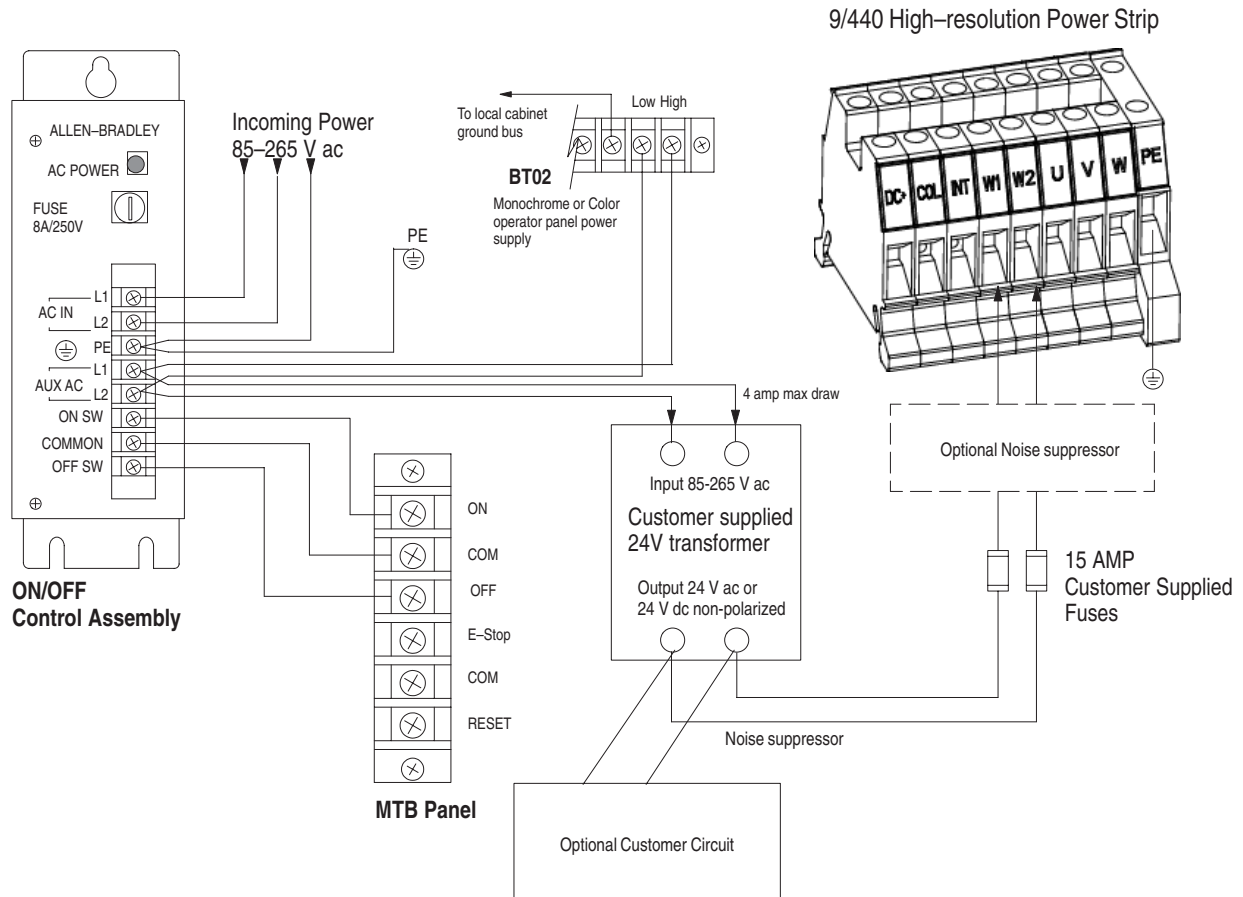 9/440 High–resolution Power Strip
ALLEN–BRADLEY
AC POWER
FUSE
8A/250V
Incoming Power
85–265 V ac
PE
To local cabinet
ground bus
Low High
BT02
Monochrome or Color
operator panel power
supply
DC+
COL
INT
W1
W2
U
V
W
PE
AC IN
L1
L2
PE
AUX AC
L1
L2
ON SW
COMMON
OFF SW
ON/OFF
Control Assembly
ON
COM
OFF
E–Stop
COM
RESET
MTB Panel
4 amp max draw
Input 85-265 V ac
Customer supplied
24V transformer
Output 24 V ac or
24 V dc non-polarized
Optional Noise suppressor
15 AMP
Customer Supplied
Fuses
Noise suppressor
Optional Customer Circuit